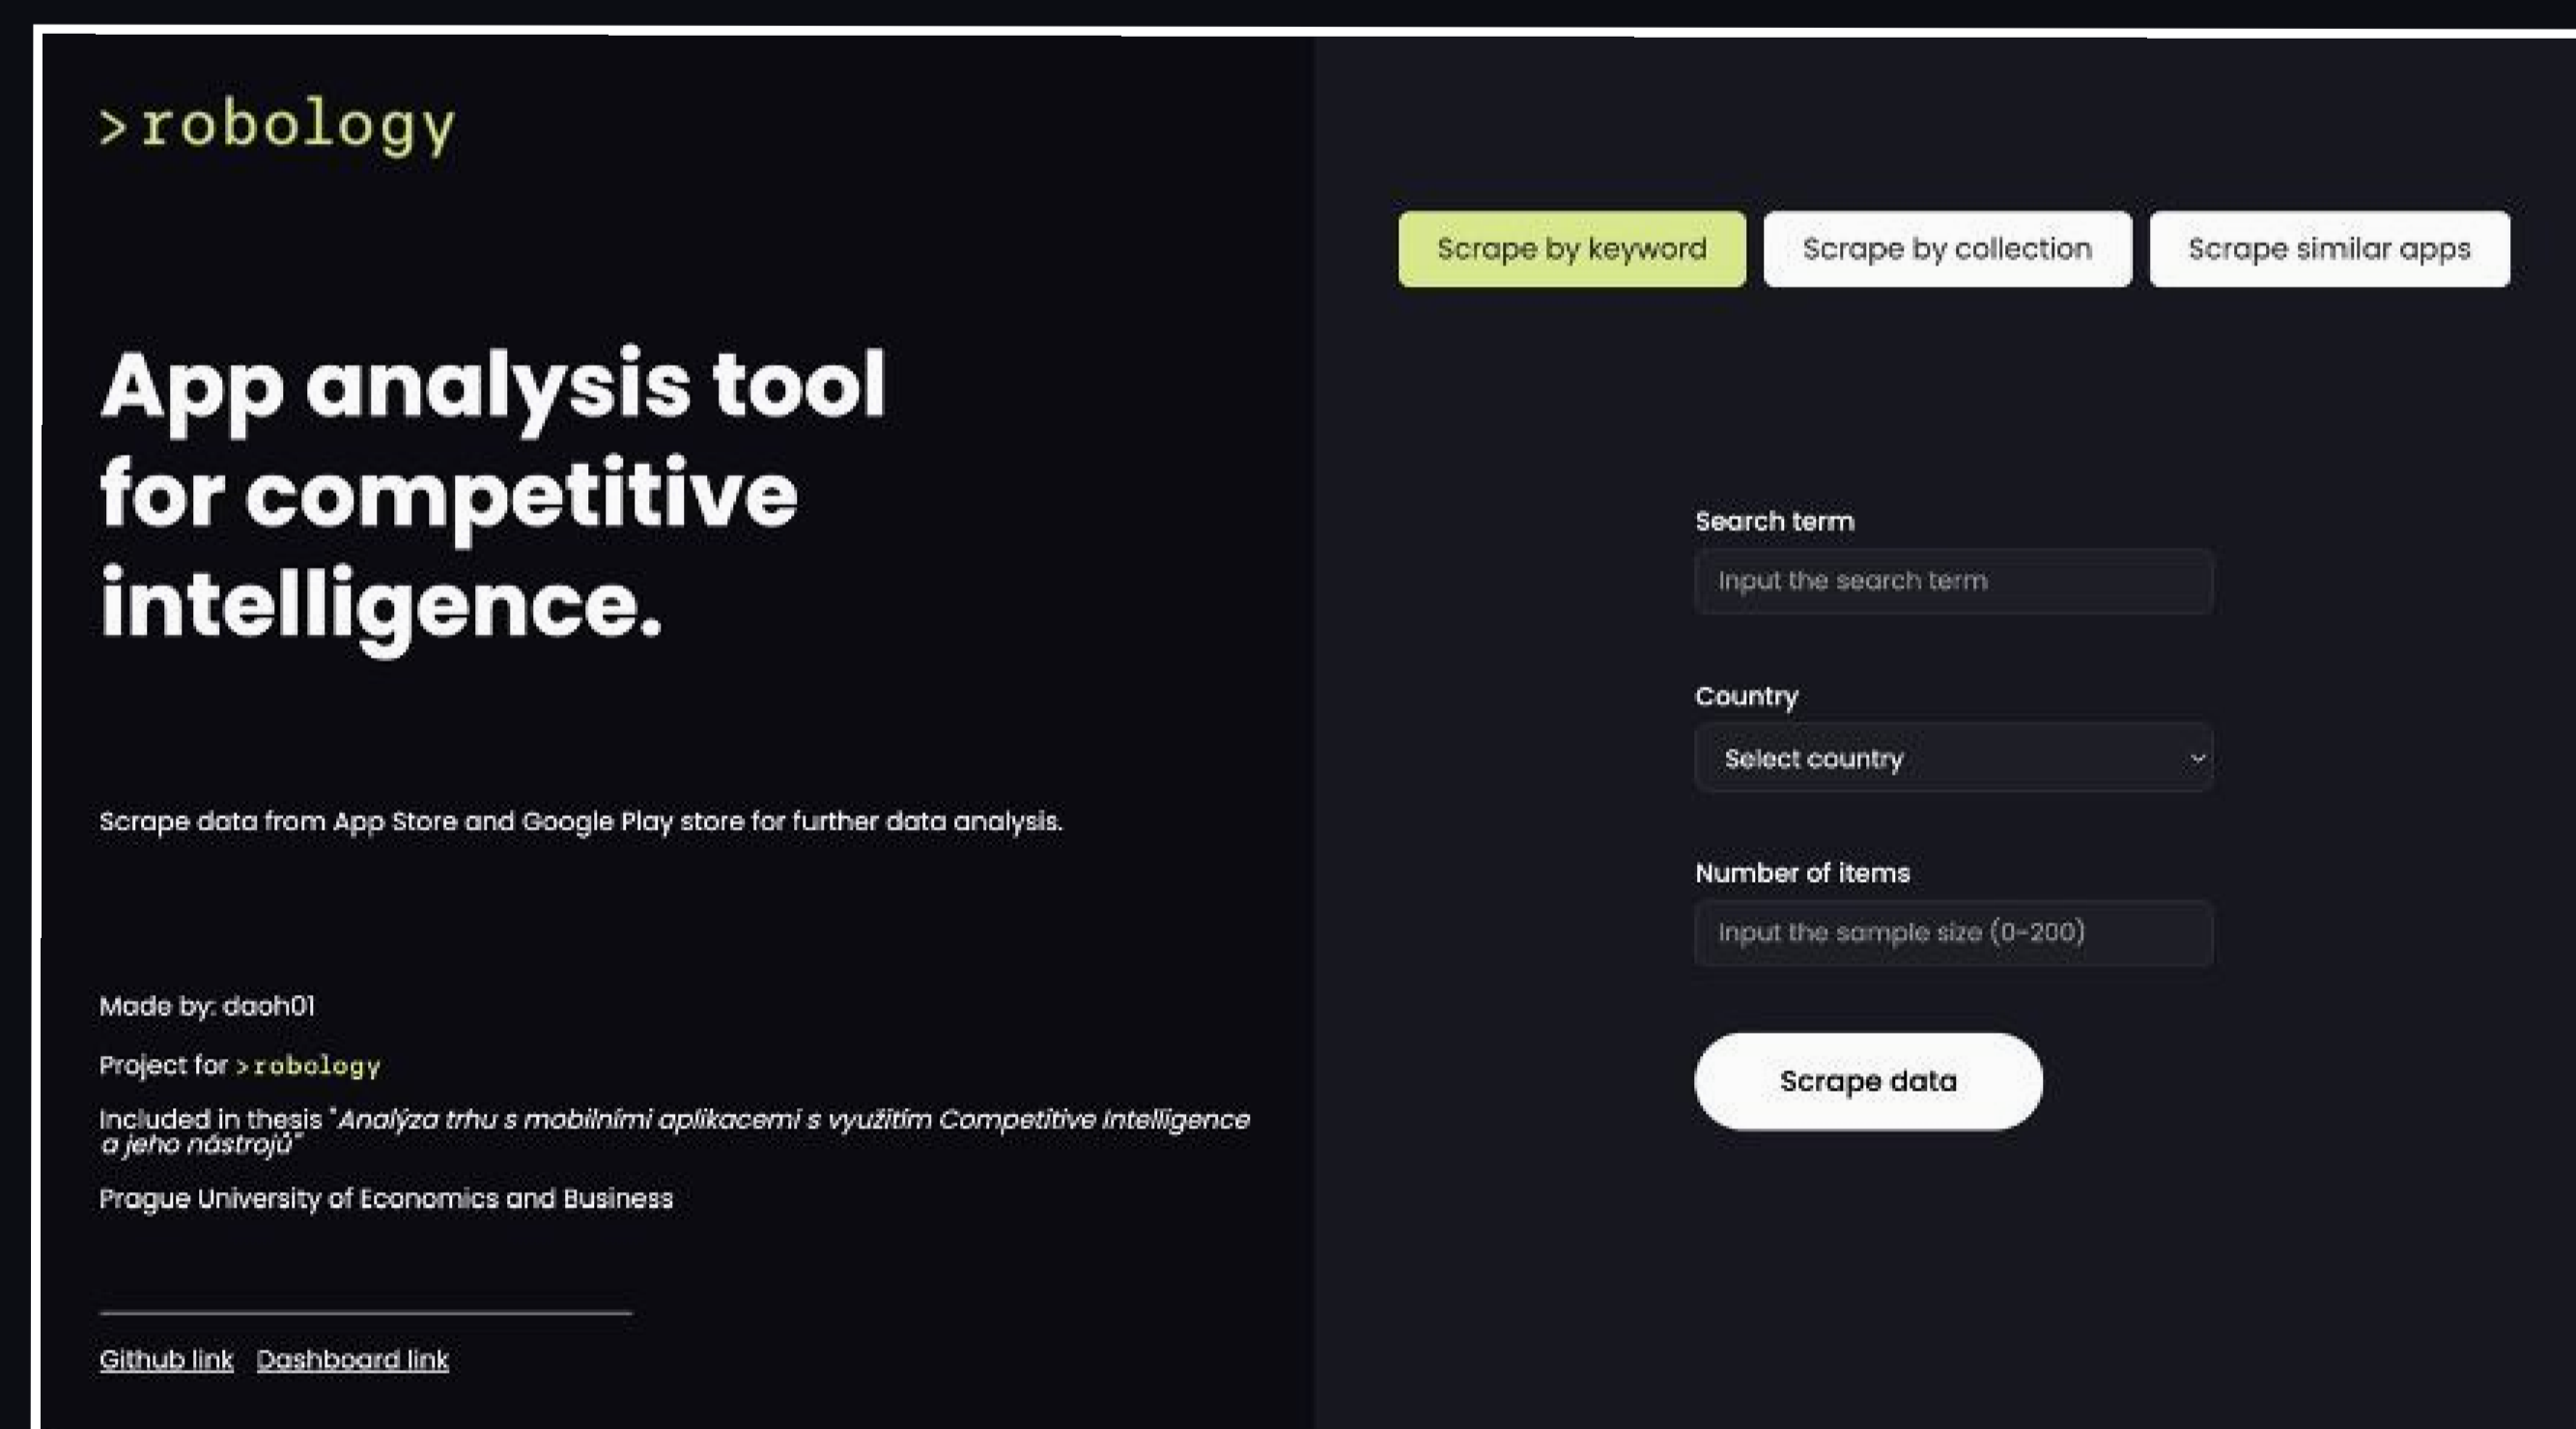 >robology
App analysis tool
for competitive
intelligence.
Scrape data from App Store and Google Play store for further data analysis.
Made by: daoh01
Project for >robology
Included in thesis "Analýza trhu s mobilními aplikacemi s využitím Competitive Intelligence
a jeho nástrojů"
Prague University of Economics and Business
Github link Dashboard link
Scrape by keyword Scrape by collection Scrape similar apps
Search term
Input the search term
Country
Select country
Number of items
Input the sample size (0-200)
Scrape data